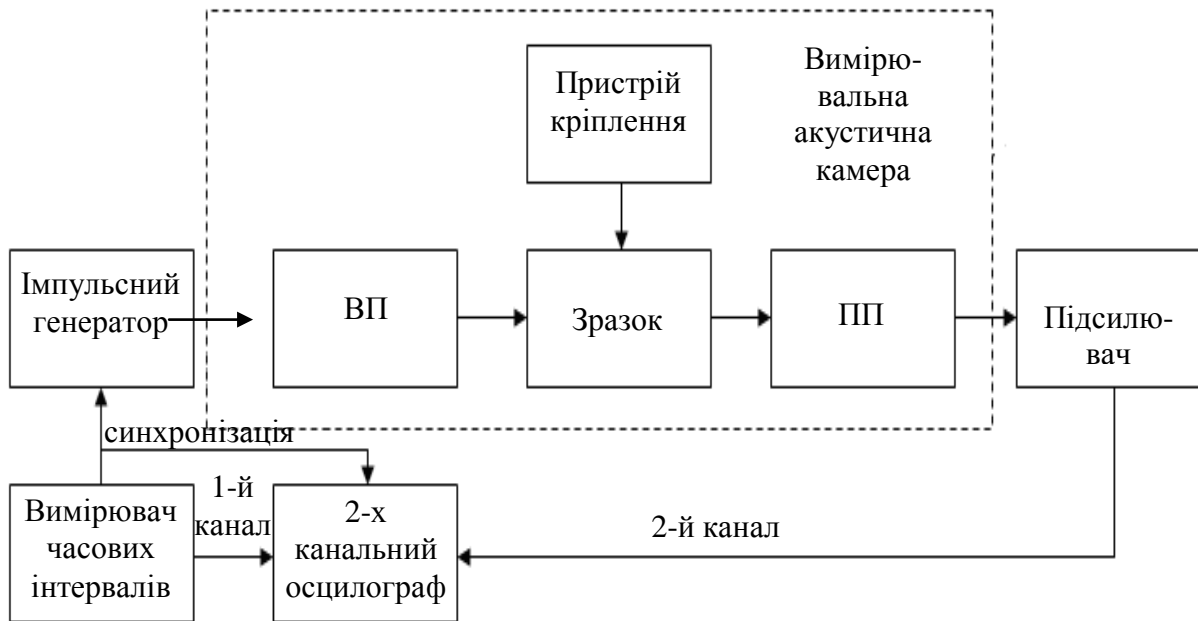 Пристрій
кріплення
Вимірю-
вальна
акустична
камера
Імпульсний
генератор
ВП
Зразок
ПП
Підсилю-
вач
синхронізація
Вимірювач
часових
інтервалів
1-й
канал
2-х
канальний
осцилограф
2-й канал